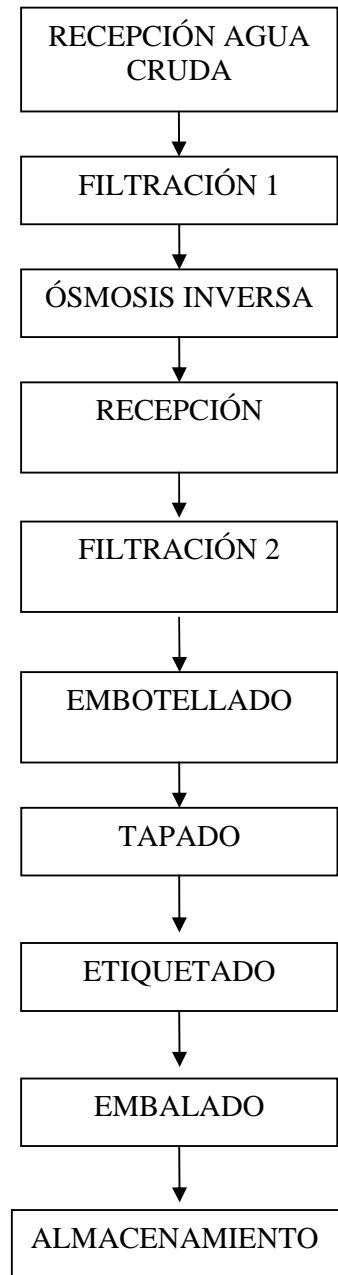 RECEPCIÓN AGUA
CRUDA
FILTRACIÓN 1
ÓSMOSIS INVERSA
RECEPCIÓN
FILTRACIÓN 2
EMBOTELLADO
TAPADO
ETIQUETADO
EMBALADO
ALMACENAMIENTO